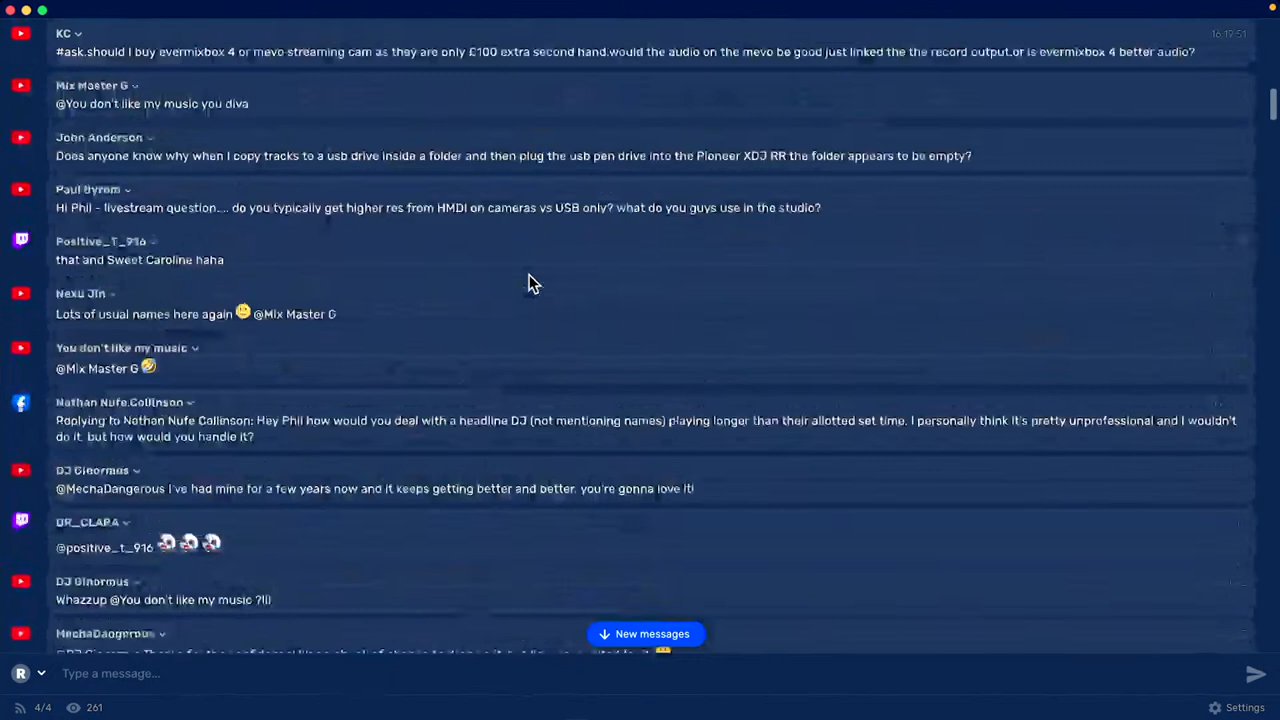 KC
16:19:51
#ask.should I buy evermixbox 4 or mevo streaming cam as they are only £100 extra second hand.would the audio on the mevo be good just linked the the record output.or is evermixbox 4 better audio?
Mix Master G
@You don't like my music you diva
John Anderson
Does anyone know why when I copy tracks to a usb drive inside a folder and then plug the usb pen drive into the Pioneer XDJ RR the folder appears to be empty?
Paul Byrom
Hi Phil - livestream question.... do you typically get higher res from HMDI on cameras vs USB only? what do you guys use in the studio?
Positive_T_916
that and Sweet Caroline haha
Nexu Jin
Lots of usual names here again @Mix Master G
You don't like my music
@Mix Master G
Nathan Nufe Collinson
Replying to Nathan Nufe Collinson: Hey Phil how would you deal with a headline DJ (not mentioning names) playing longer than their allotted set time. I personally think it's pretty unprofessional and I wouldn't
do it, but how would you handle it?
DJ Ginormus
@MechaDangerous I've had mine for a few years now and it keeps getting better and better, you're gonna love it!
DR_CLARA
@positive_t_916
DJ Ginormus
Whazzup @You don't like my music ?!!)
MechaDangerous
New messages
R
Type a message...
4/4
261
Settings